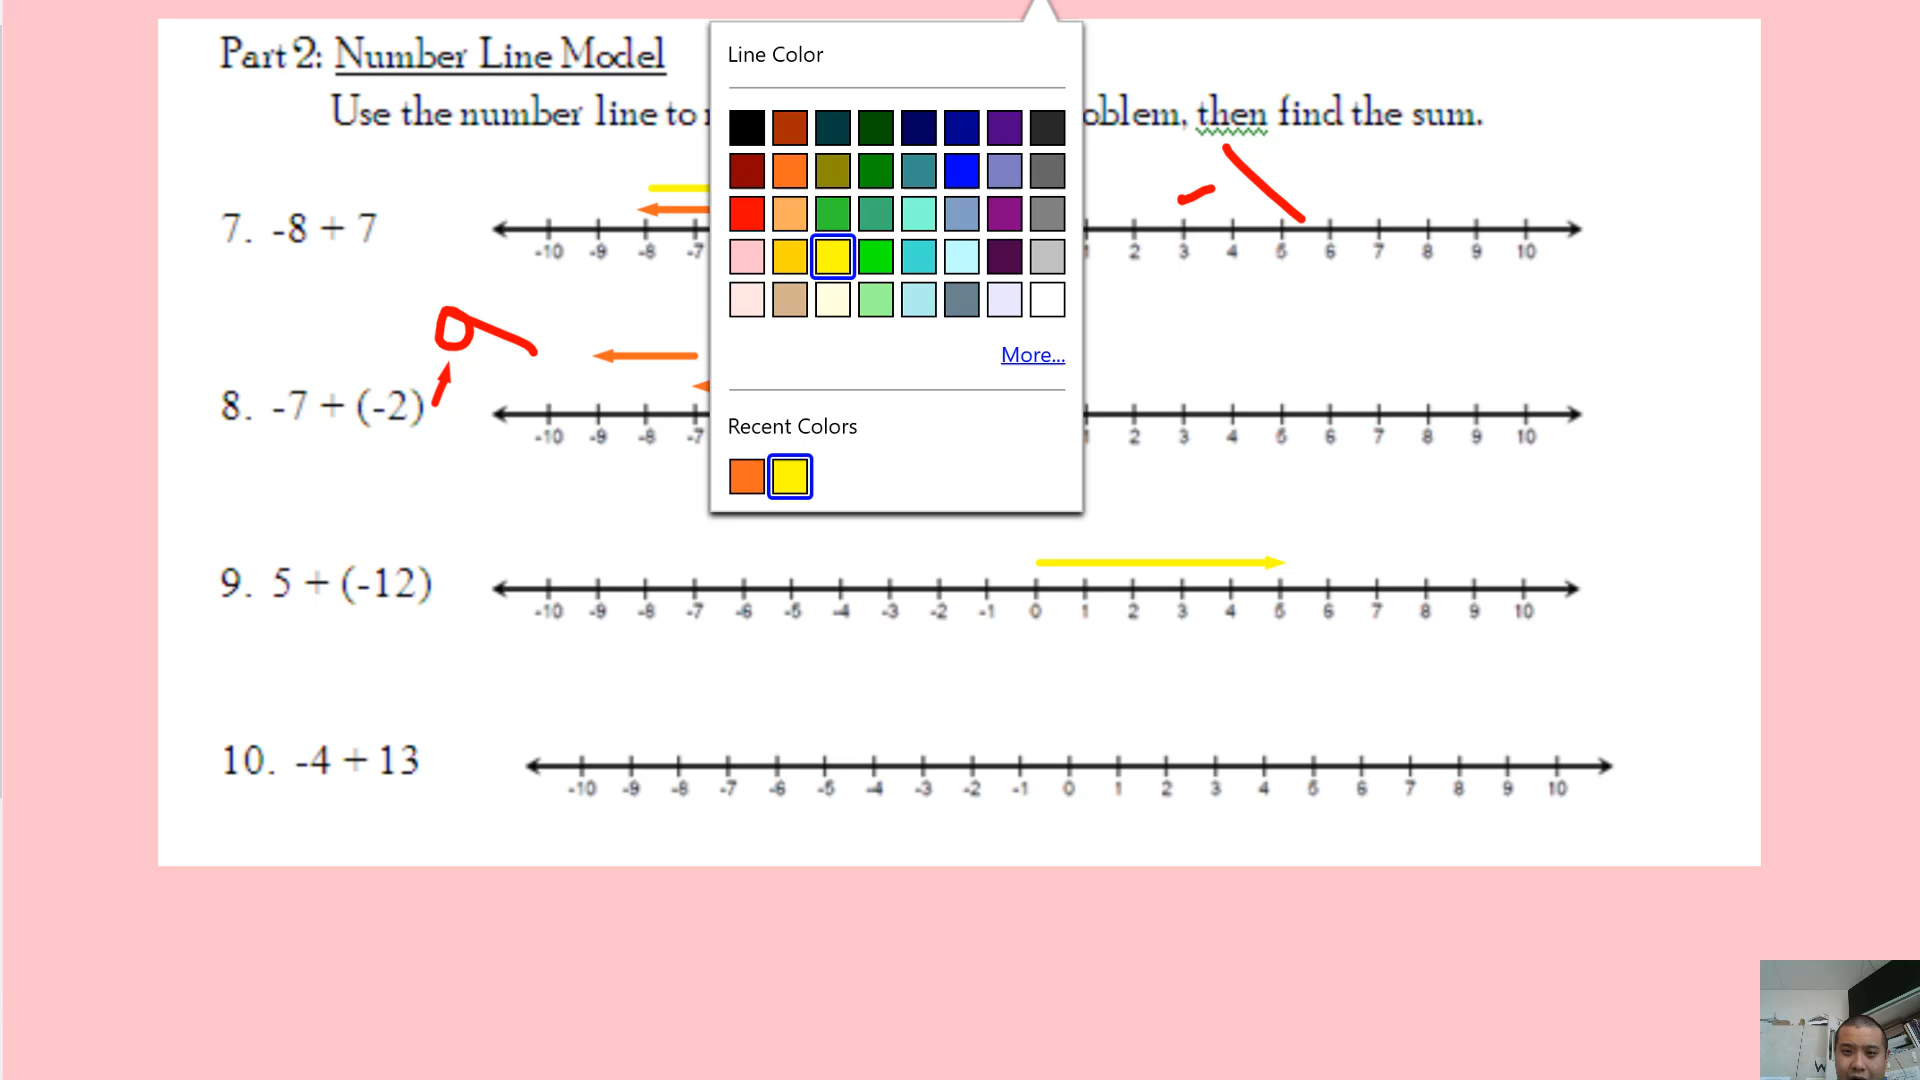 Part 2: Number Line Model
Use the number line to
oblem, then find the sum.
Line Color
7. -8 + 7
-10 -9 -8 -7
1 2 3 4 5 6 7 8 9 10
More...
8. -7 + (-2)
-10 -9 -8 -7
1 2 3 4 5 6 7 8 9 10
Recent Colors
9. 5 + (-12)
-10 -9 -8 -7 -6 -5 -4 -3 -2 -1 0 1 2 3 4 5 6 7 8 9 10
10. -4 + 13
-10 -9 -8 -7 -6 -5 -4 -3 -2 -1 0 1 2 3 4 5 6 7 8 9 10